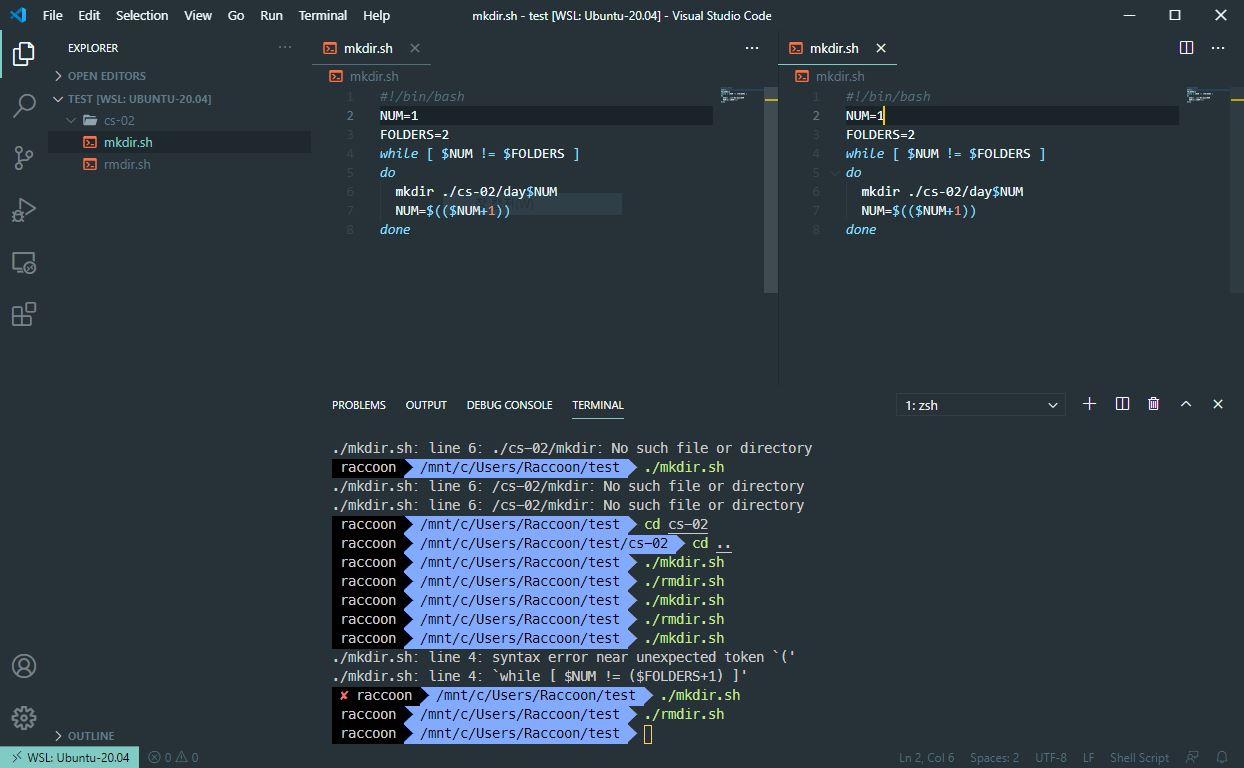 File Edit Selection View Go Run Terminal Help mkdir.sh - test [WSL: Ubuntu-20.04] - Visual Studio Code
EXPLORER ...
OPEN EDITORS
TEST [WSL: UBUNTU-20.04]
cs-02
mkdir.sh
rmdir.sh
OUTLINE
mkdir.sh
mkdir.sh
1 #!/bin/bash
2 NUM=1
3 FOLDERS=2
4 while [ $NUM != $FOLDERS ]
5 do
6 mkdir ./cs-02/day$NUM
7 NUM=$(($NUM+1))
8 done
mkdir.sh
mkdir.sh
1 #!/bin/bash
2 NUM=1
3 FOLDERS=2
4 while [ $NUM != $FOLDERS ]
5 do
6 mkdir ./cs-02/day$NUM
7 NUM=$(($NUM+1))
8 done
PROBLEMS OUTPUT DEBUG CONSOLE TERMINAL 1: zsh
./mkdir.sh: line 6: ./cs-02/mkdir: No such file or directory
raccoon /mnt/c/Users/Raccoon/test ./mkdir.sh
./mkdir.sh: line 6: /cs-02/mkdir: No such file or directory
./mkdir.sh: line 6: /cs-02/mkdir: No such file or directory
raccoon /mnt/c/Users/Raccoon/test cd cs-02
raccoon /mnt/c/Users/Raccoon/test/cs-02 cd ..
raccoon /mnt/c/Users/Raccoon/test ./mkdir.sh
raccoon /mnt/c/Users/Raccoon/test ./rmdir.sh
raccoon /mnt/c/Users/Raccoon/test ./mkdir.sh
raccoon /mnt/c/Users/Raccoon/test ./rmdir.sh
raccoon /mnt/c/Users/Raccoon/test ./mkdir.sh
./mkdir.sh: line 4: syntax error near unexpected token `('
./mkdir.sh: line 4: `while [ $NUM != ($FOLDERS+1) ]'
✘ raccoon /mnt/c/Users/Raccoon/test ./mkdir.sh
raccoon /mnt/c/Users/Raccoon/test ./rmdir.sh
raccoon /mnt/c/Users/Raccoon/test
WSL: Ubuntu-20.04 0 0 Ln 2, Col 6 Spaces: 2 UTF-8 LF Shell Script